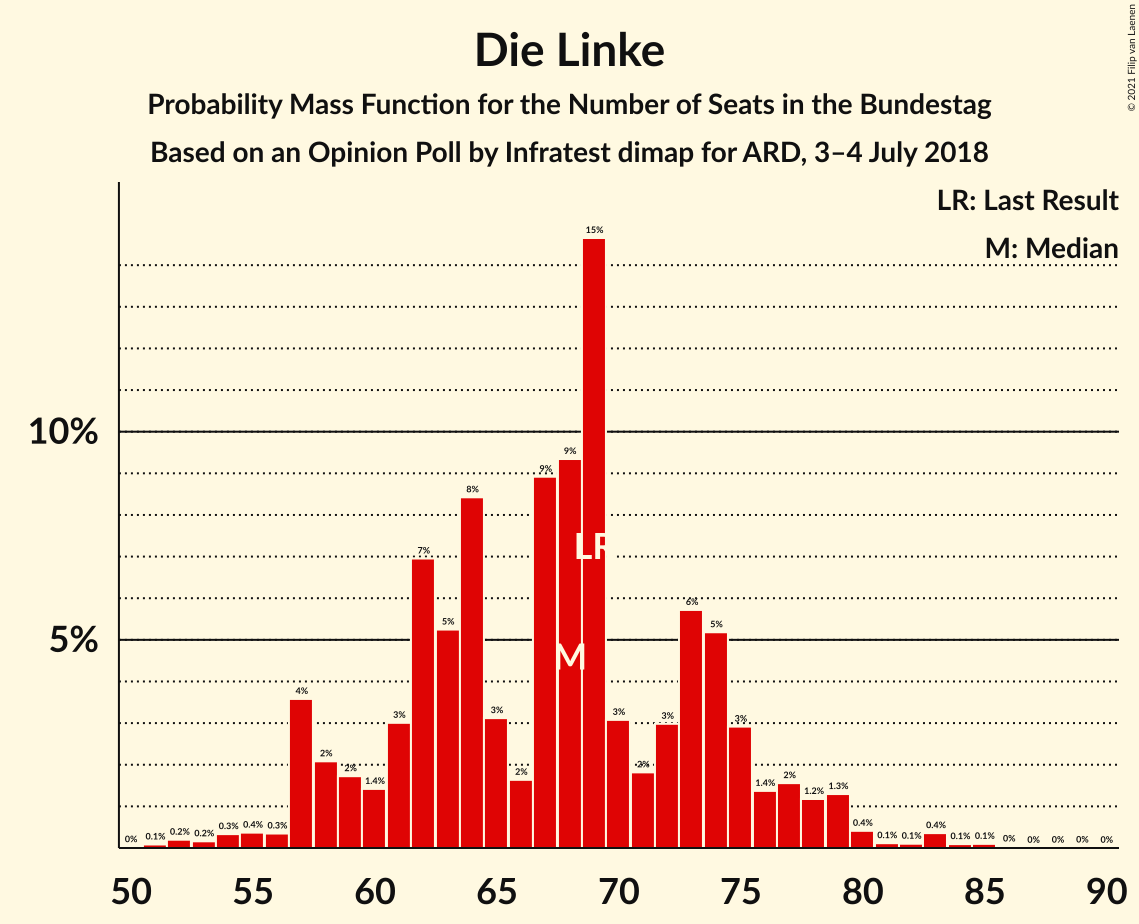 © 2021 Filip van Laenen
Die Linke
Probability Mass Function for the Number of Seats in the Bundestag
Based on an Opinion Poll by Infratest dimap for ARD, 3–4 July 2018
LR: Last Result
M: Median
10%
5%
0% 0.1% 0.2% 0.2% 0.3% 0.4% 0.3% 4% 2% 2% 1.4% 3% 7% 5% 8% 3% 2% 9% 9% 15% 3% 2% 3% 6% 5% 3% 1.4% 2% 1.2% 1.3% 0.4% 0.1% 0.1% 0.4% 0.1% 0.1% 0% 0% 0% 0% 0%
LR
M
50 55 60 65 70 75 80 85 90